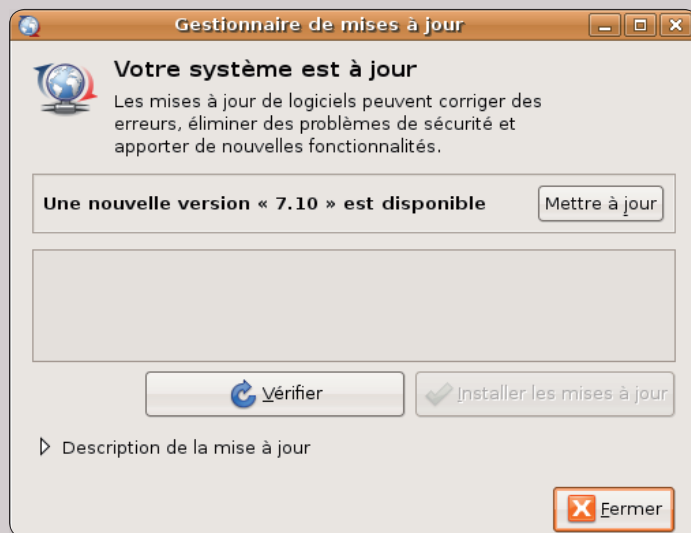 Gestionnaire de mises à jour
Votre système est à jour
Les mises à jour de logiciels peuvent corriger des
erreurs, éliminer des problèmes de sécurité et
apporter de nouvelles fonctionnalités.
Une nouvelle version « 7.10 » est disponible
Mettre à jour
Vérifier
Installer les mises à jour
Description de la mise à jour
Fermer